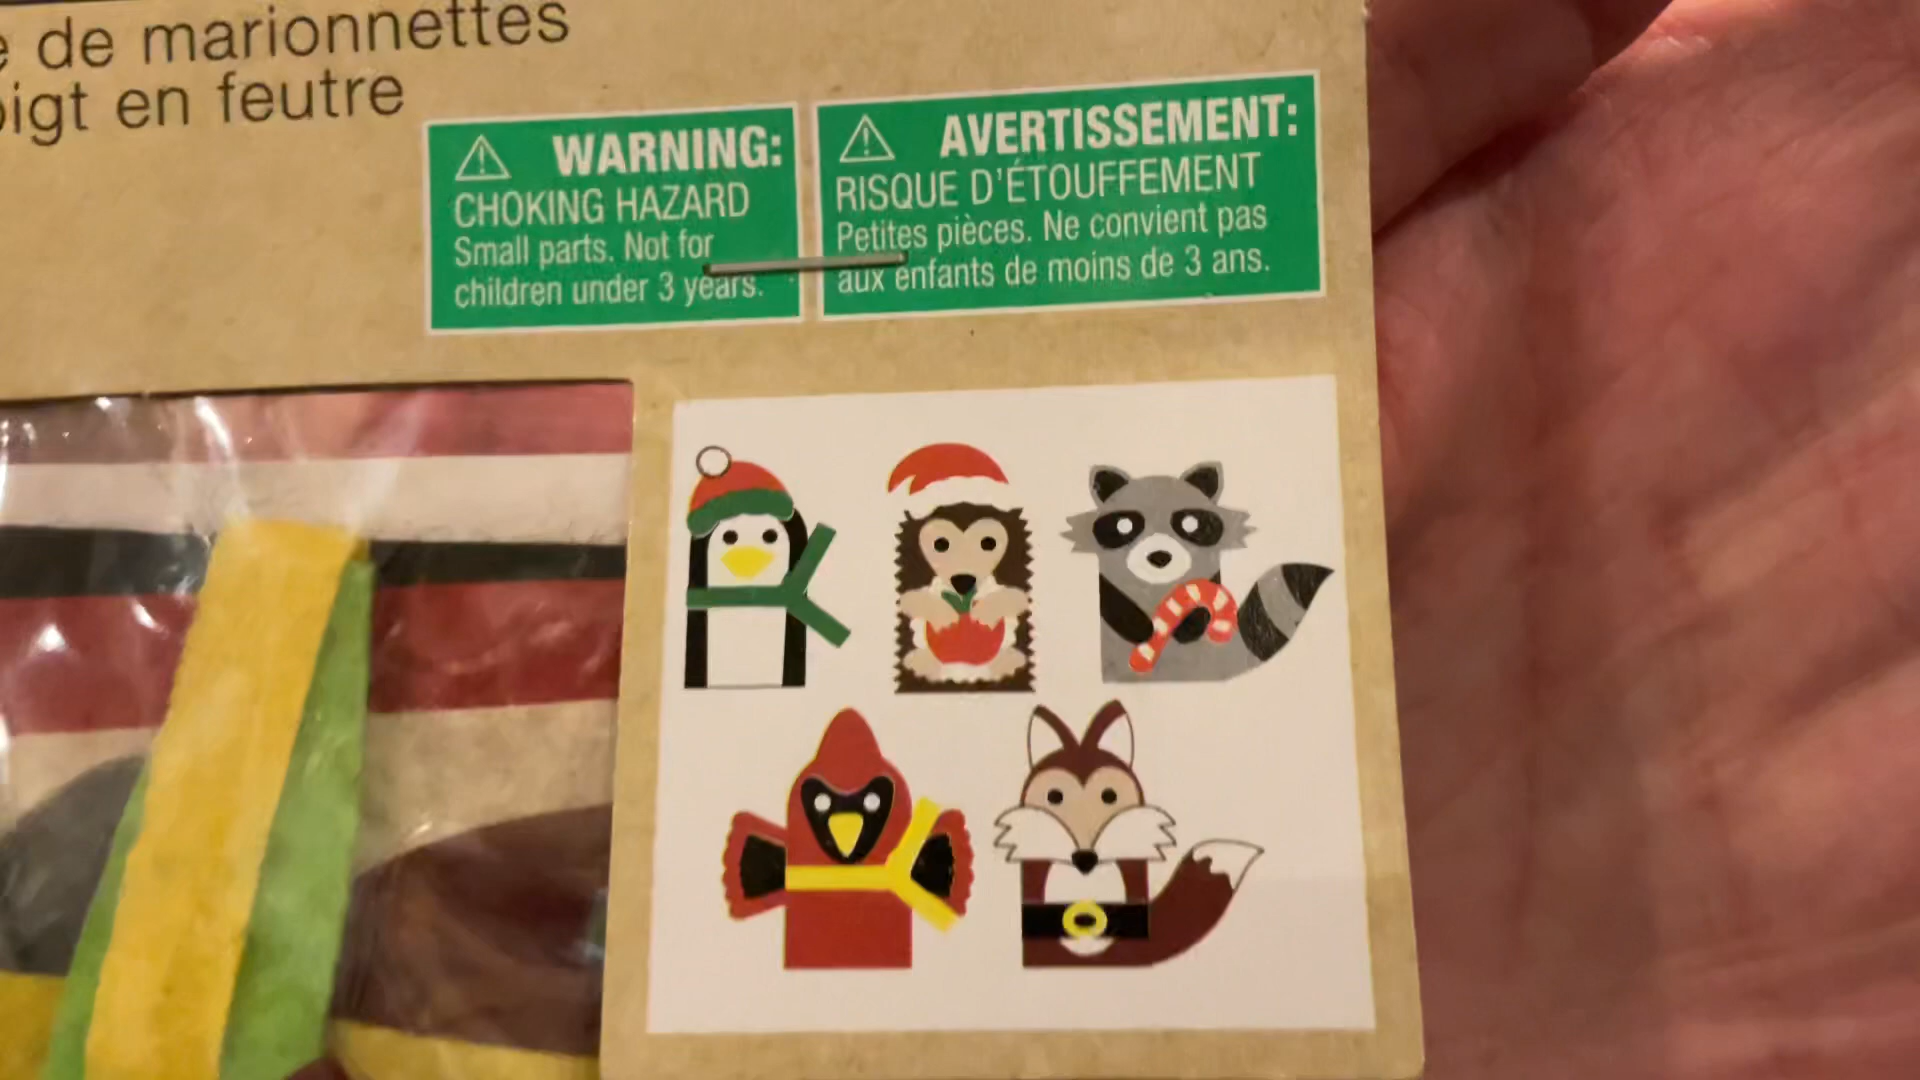 de marionnettes
en feutre
WARNING:
CHOKING HAZARD
Small parts. Not for
children under 3 years.
AVERTISSEMENT:
RISQUE D'ÉTOUFFEMENT
Petites pièces. Ne convient pas
aux enfants de moins de 3 ans.